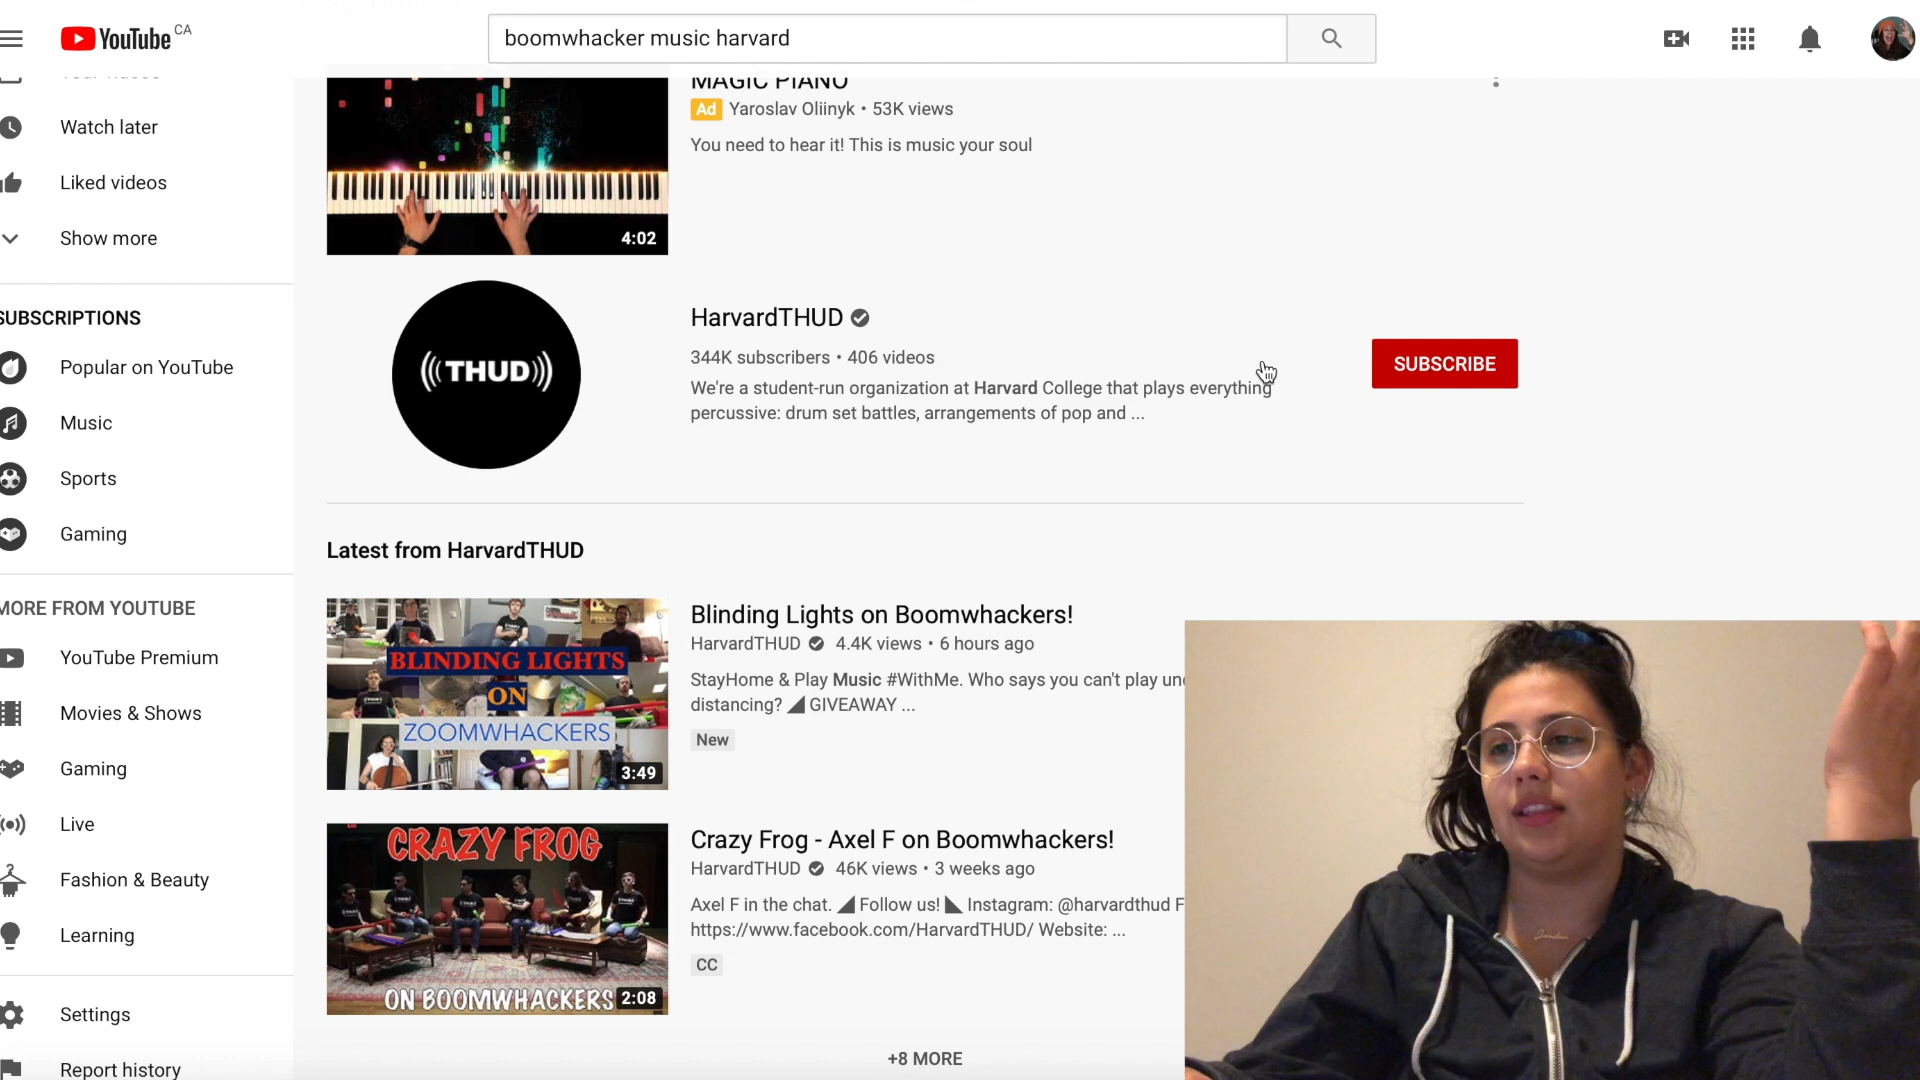 YouTube CA
boomwhacker music harvard
Watch later
Liked videos
Show more
SUBSCRIPTIONS
Popular on YouTube
Music
Sports
Gaming
MORE FROM YOUTUBE
YouTube Premium
Movies & Shows
Gaming
Live
Fashion & Beauty
Learning
Settings
Report history
MAGIC PIANO
Ad Yaroslav Oliinyk • 53K views
You need to hear it! This is music your soul
4:02
((THUD))
HarvardTHUD
344K subscribers • 406 videos
We're a student-run organization at Harvard College that plays everything
percussive: drum set battles, arrangements of pop and ...
SUBSCRIBE
Latest from HarvardTHUD
BLINDING LIGHTS
ON
ZOOMWHACKERS
3:49
Blinding Lights on Boomwhackers!
HarvardTHUD 4.4K views • 6 hours ago
StayHome & Play Music #WithMe. Who says you can't play
distancing? ◢ GIVEAWAY ...
New
CRAZY FROG
ON BOOMWHACKERS
2:08
Crazy Frog - Axel F on Boomwhackers!
HarvardTHUD 46K views • 3 weeks ago
Axel F in the chat. ◢ Follow us! ◣ Instagram: @harvardthud F
https://www.facebook.com/HarvardTHUD/ Website: ...
CC
+8 MORE